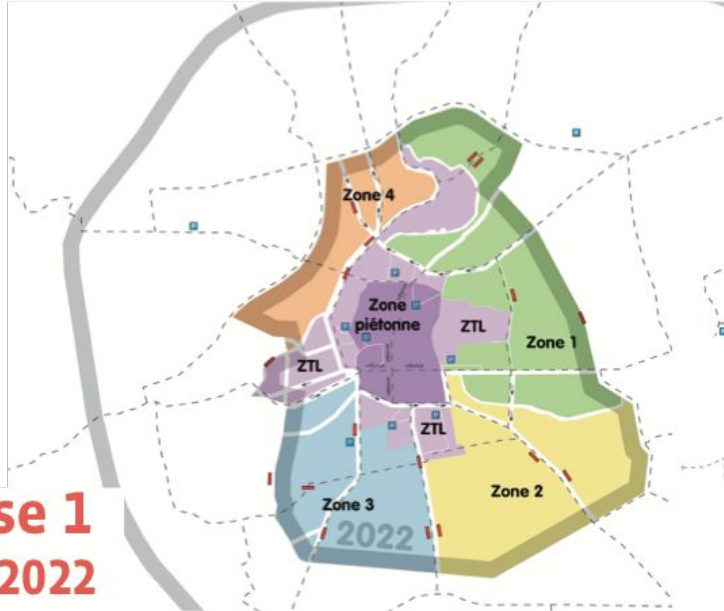 P
P
Zone 4
P
Zone
piétonne
P
ZTL
P
P
Zone 1
ZTL
P
P
P
P
ZTL
P
Zone 2
Zone 3
se 1
2022
2022